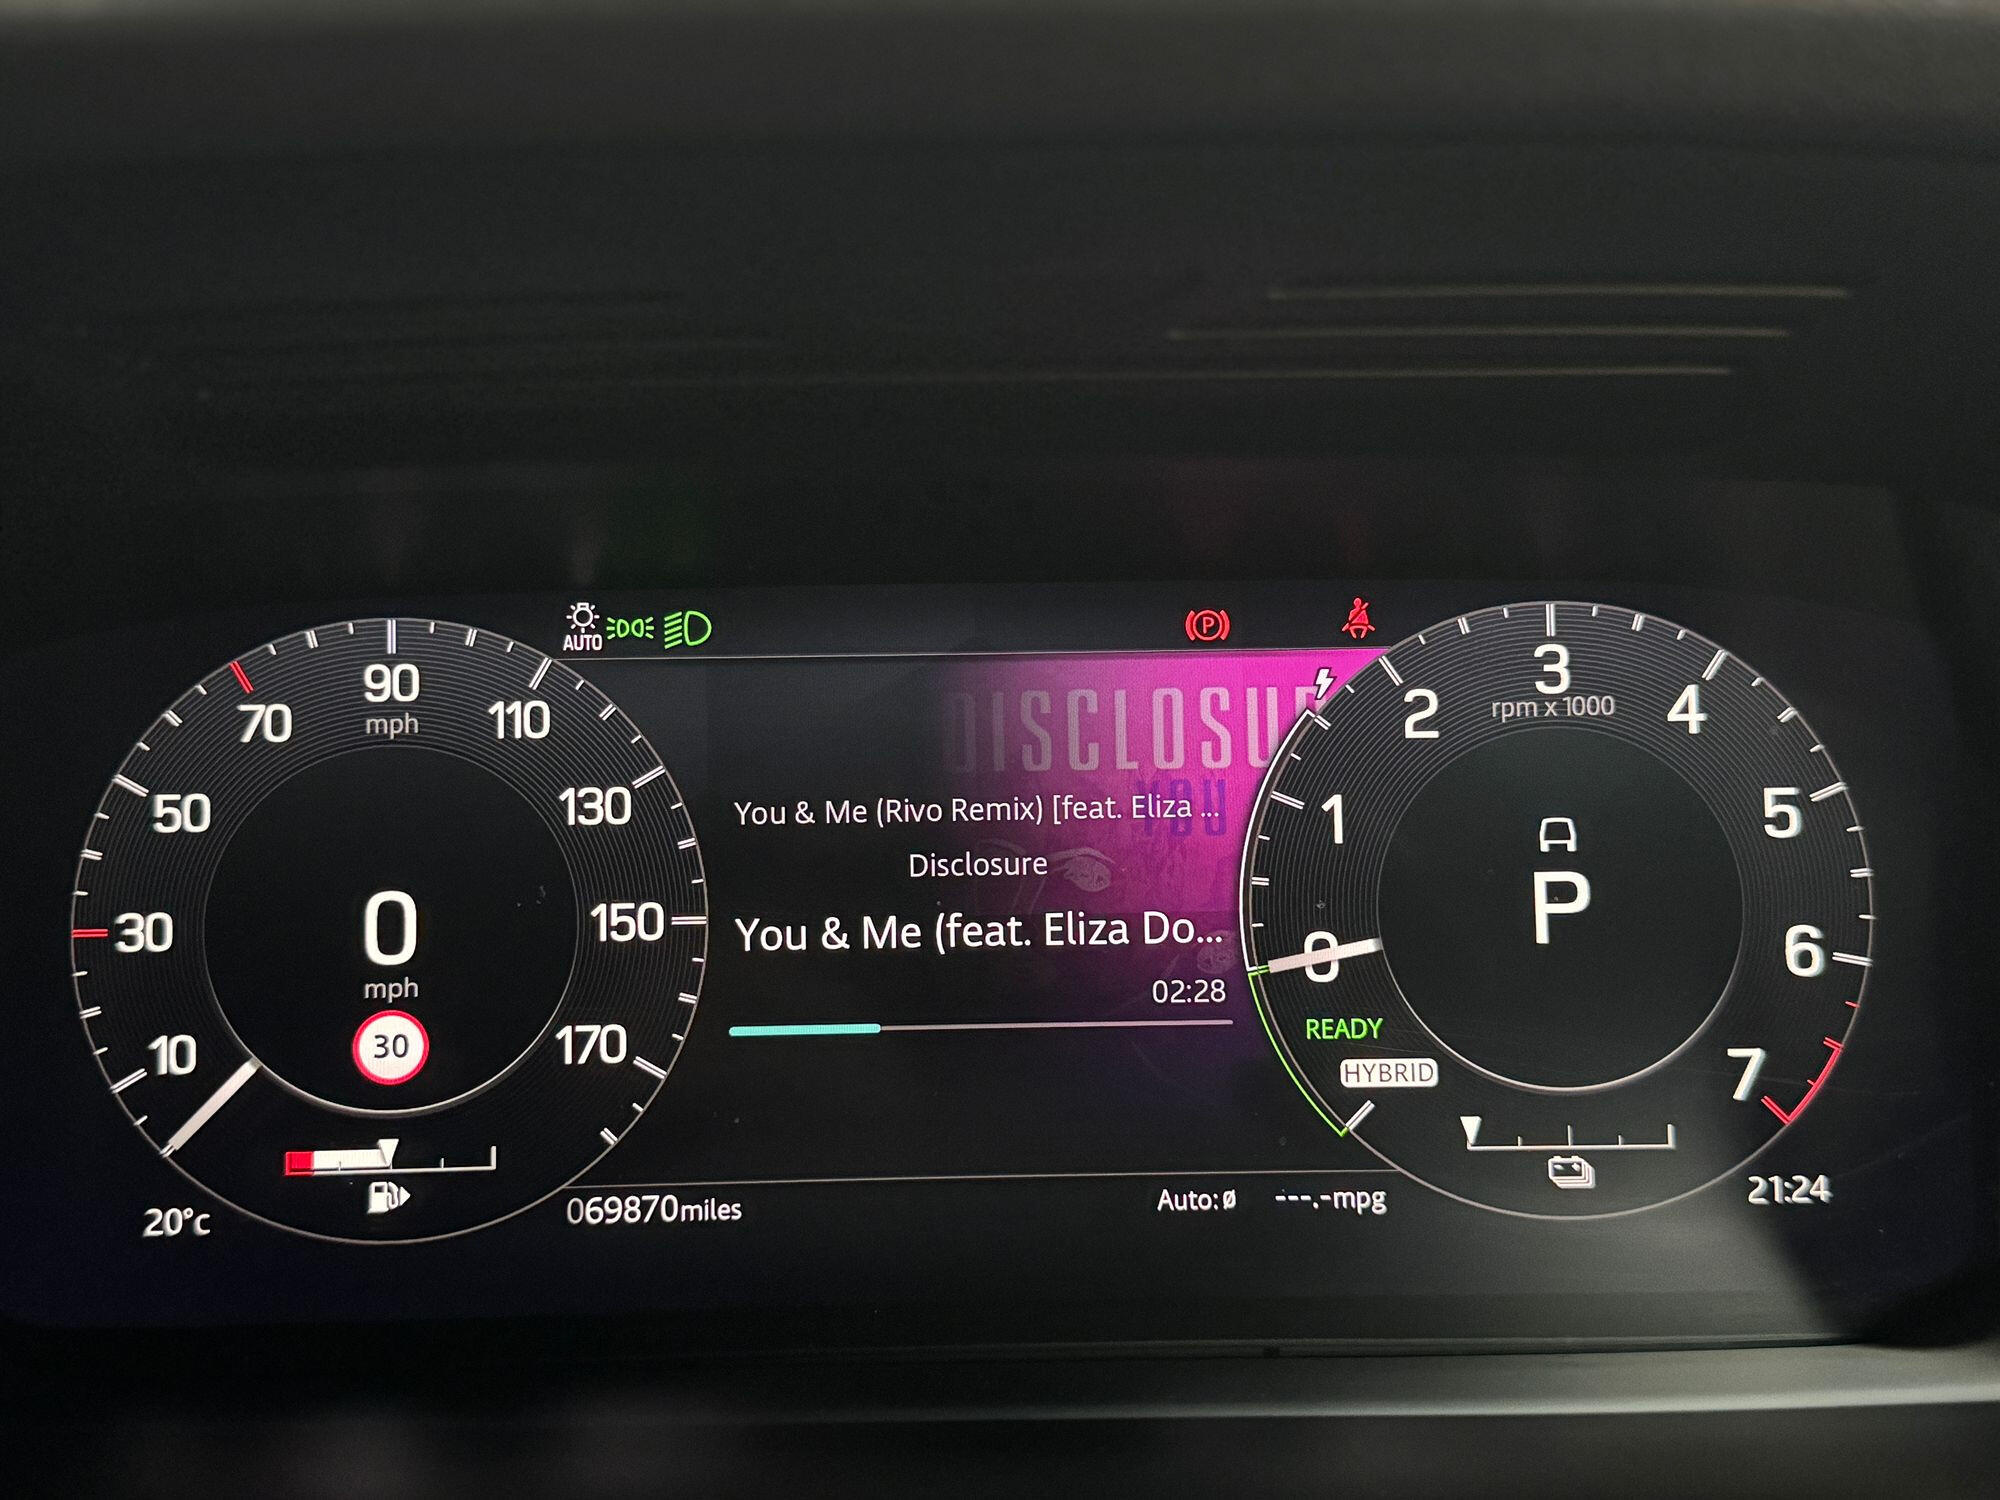 AUTO
P
90
mph
70
110
50
130
30
150
10
170
0
mph
30
20°c
DISCLOSU
YOU
You & Me (Rivo Remix) [feat. Eliza ...
Disclosure
You & Me (feat. Eliza Do...
02:28
069870miles
Auto:0
---.-mpg
3
rpm x 1000
2
4
1
5
0
6
7
P
READY
HYBRID
21:24